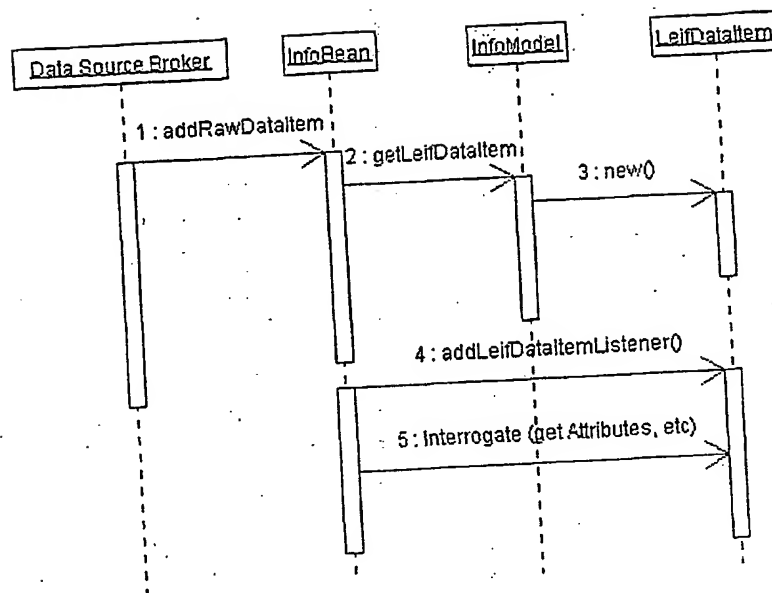 Data Source Broker
InfoBean
InfoModel
LeifDataItem
1 : addRawDataItem
2 : getLeifDataItem
3 : new()
4 : addLeifDataItemListener()
5 : Interrogate (get Attributes, etc)